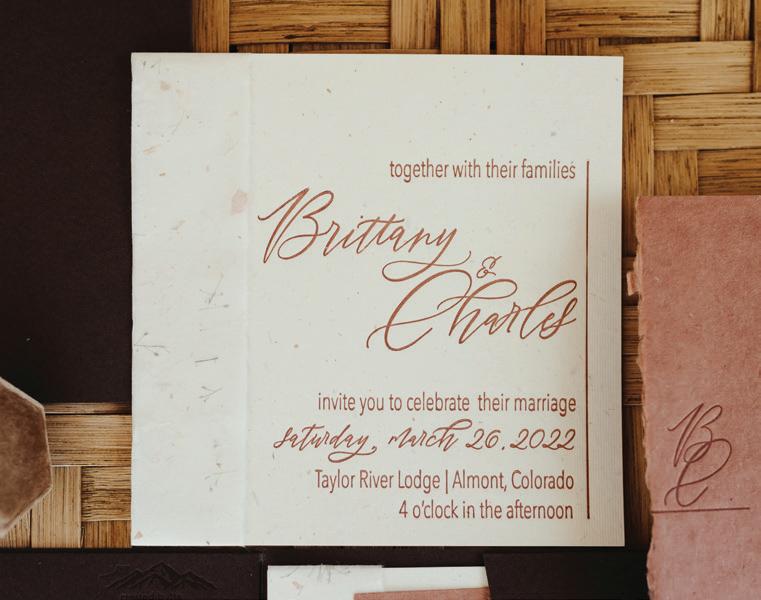 together with their families
Brittany
&
Charles
invite you to celebrate their marriage
saturday, march 26, 2022
Taylor River Lodge | Almont, Colorado
4 o'clock in the afternoon
B
C